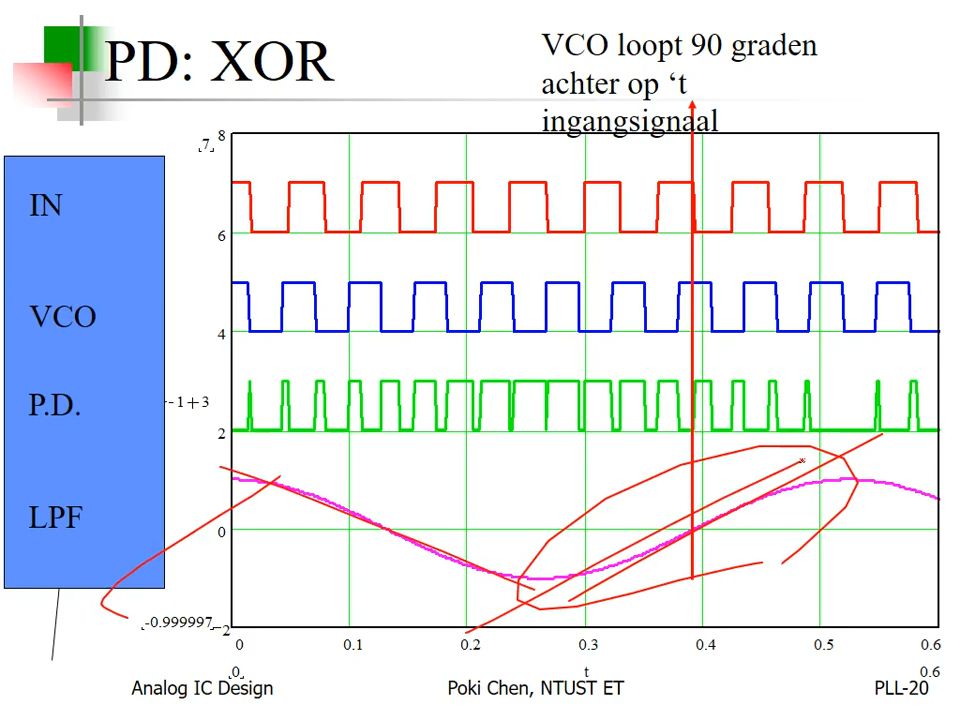 PD: XOR
VCO loopt 90 graden
achter op ‘t
ingangsignaal
IN
VCO
P.D.
LPF
7
8
6
4
-1+3
2
0
-0.999997
-2
0
0.1
0.2
0.3
0.4
0.5
0.6
0
t
0.6
Analog IC Design
Poki Chen, NTUST ET
PLL-20